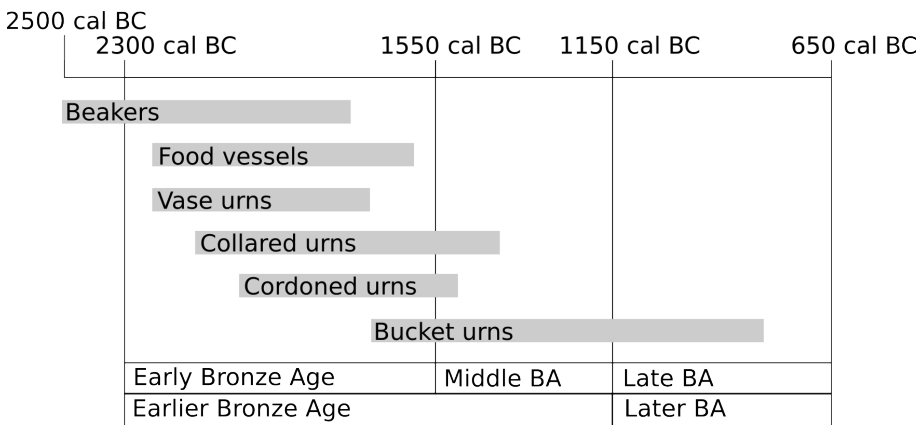 2500 cal BC
2300 cal BC 1550 cal BC 1150 cal BC 650 cal BC
Beakers
Food vessels
Vase urns
Collared urns
Cordoned urns
Bucket urns
Early Bronze Age Middle BA Late BA
Earlier Bronze Age Later BA